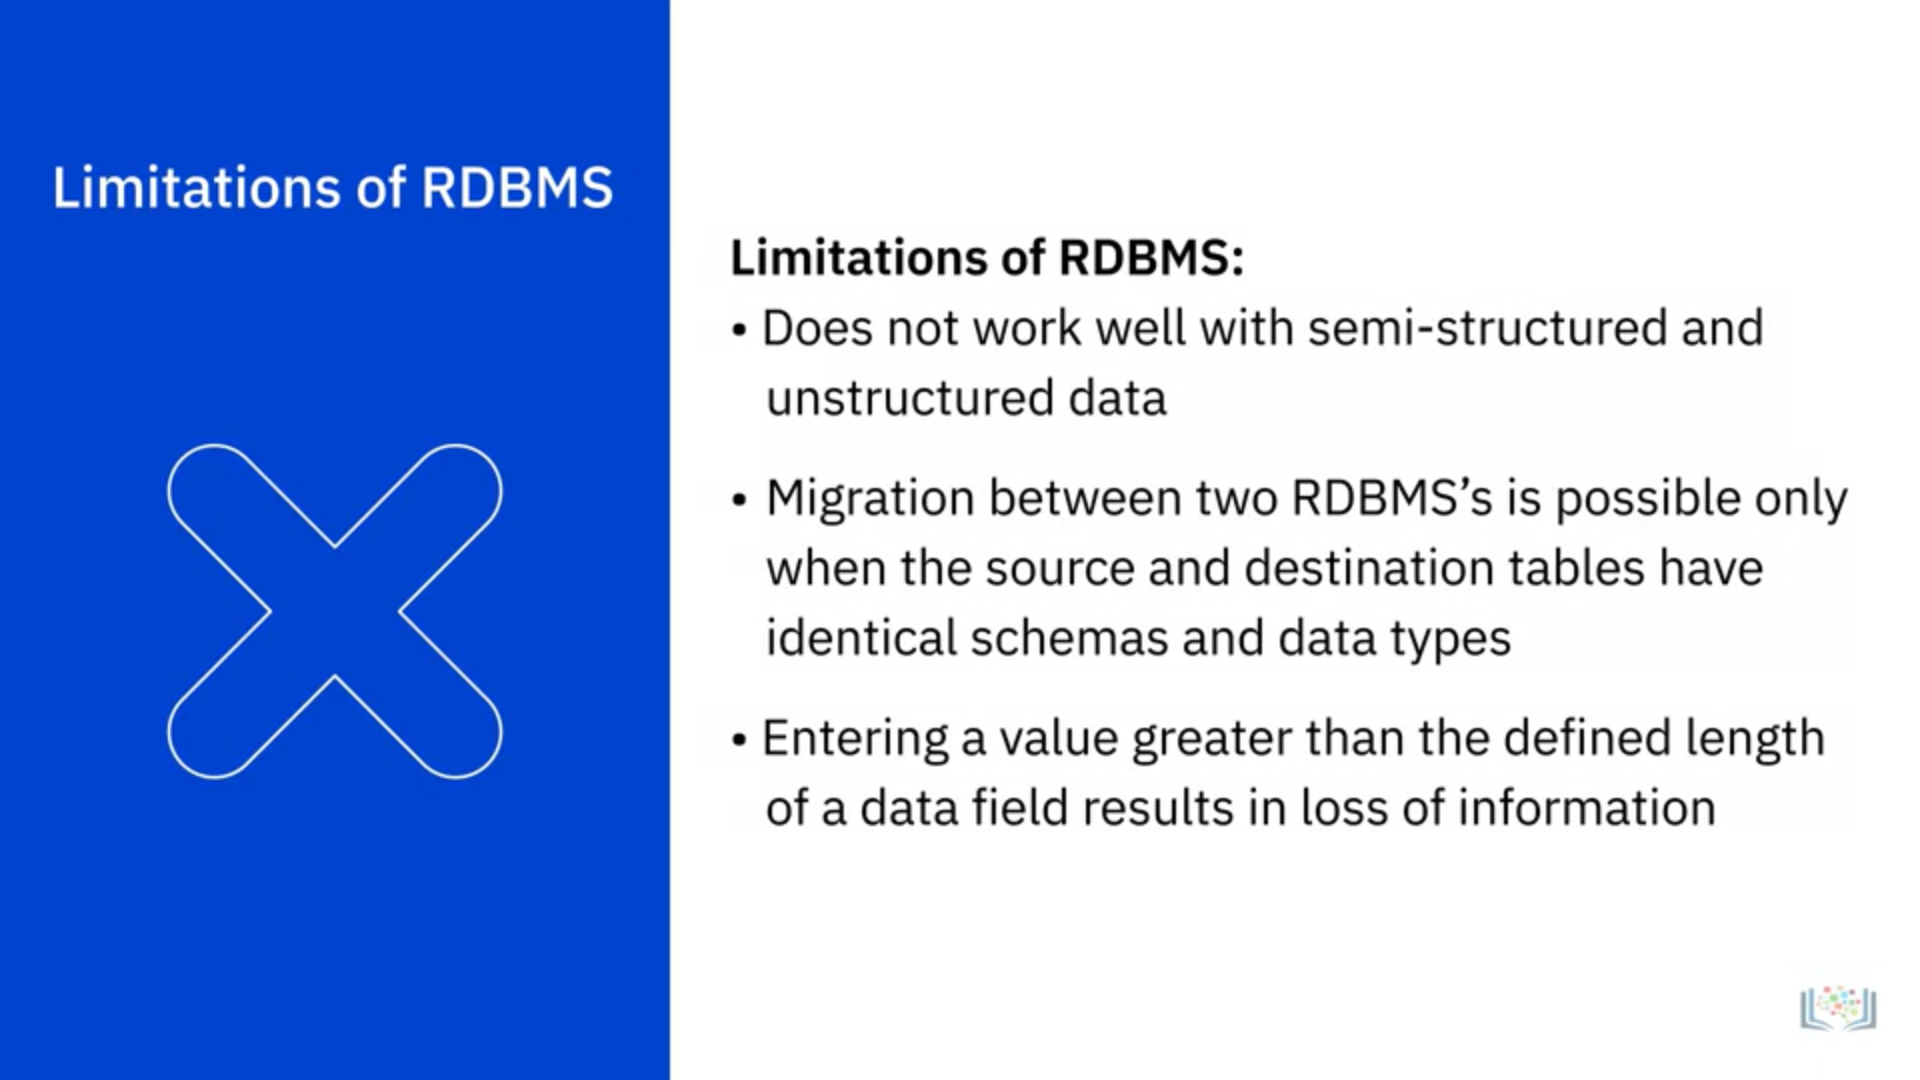 Limitations of RDBMS
Limitations of RDBMS:
• Does not work well with semi-structured and
unstructured data
• Migration between two RDBMS’s is possible only
when the source and destination tables have
identical schemas and data types
• Entering a value greater than the defined length
of a data field results in loss of information